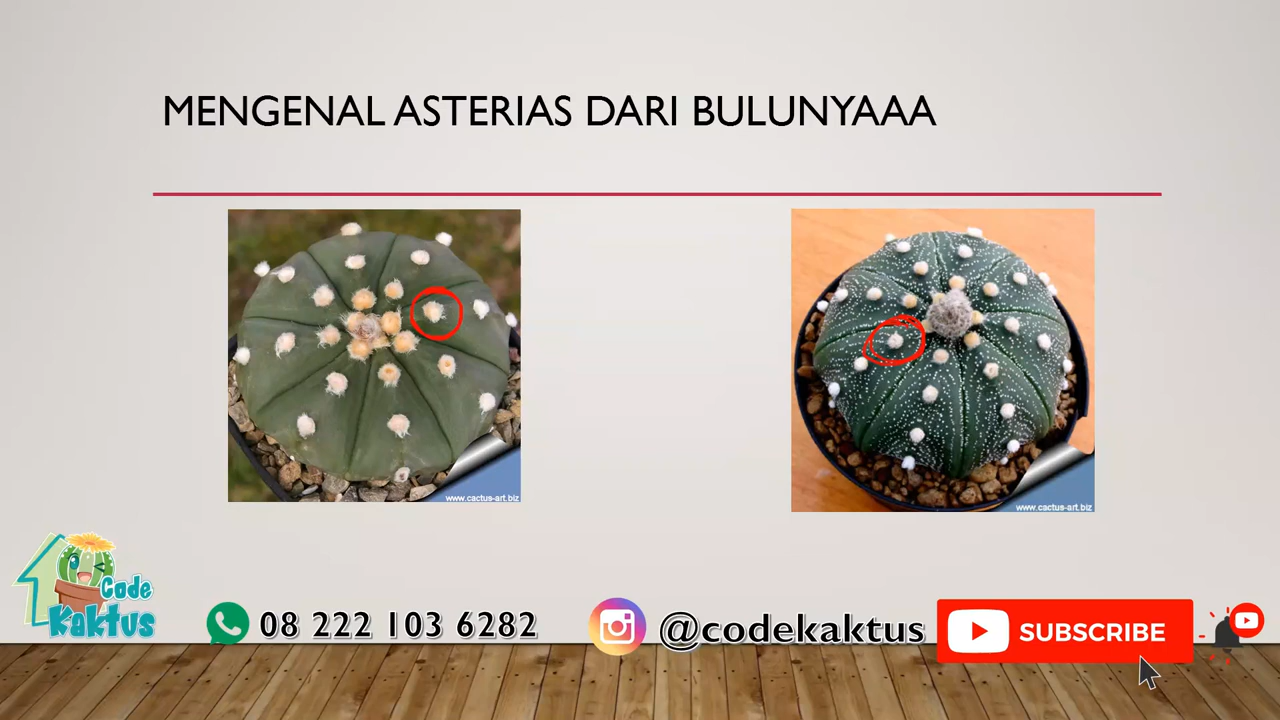 MENGENAL ASTERIAS DARI BULUNYAAA
www.cactus-art.biz
www.cactus-art.biz
Code
Kaktus
08 222 103 6282
@codekaktus
SUBSCRIBE